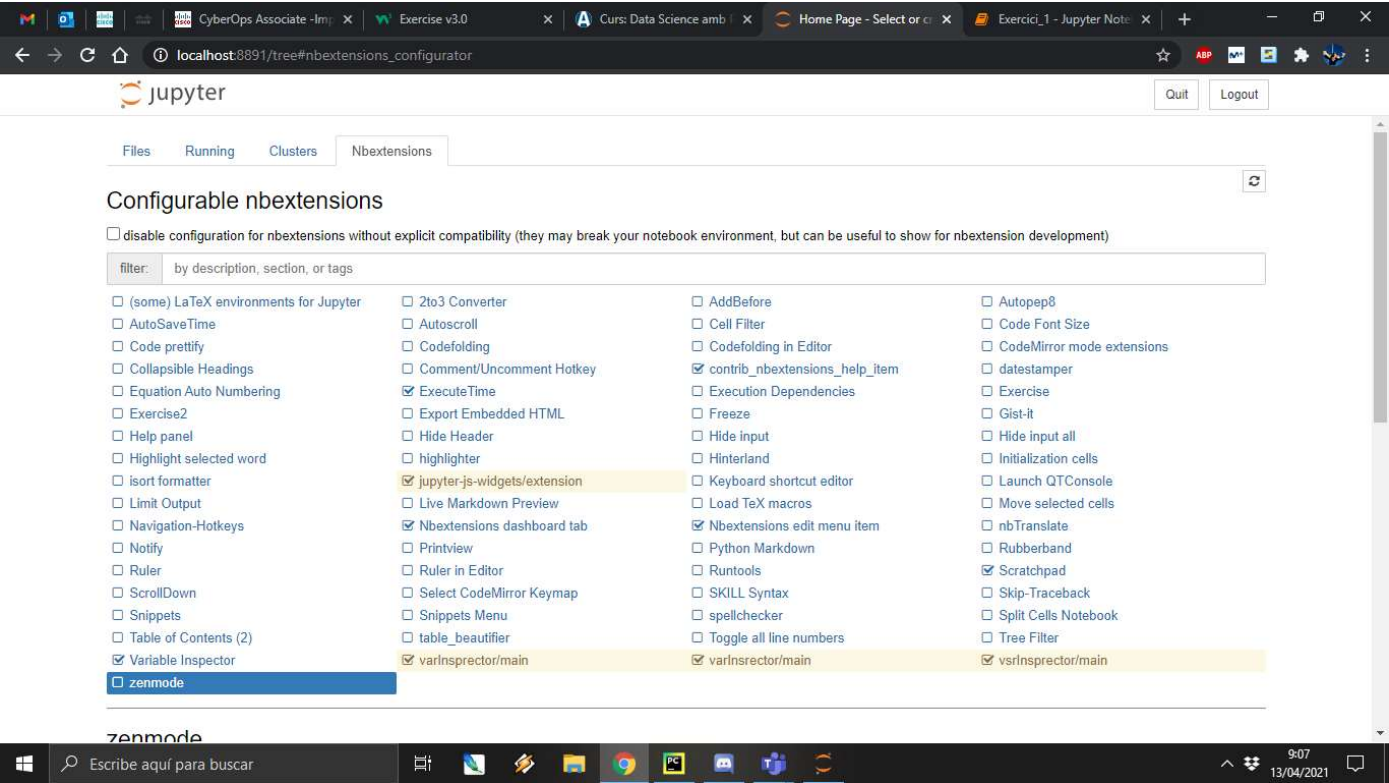 CyberOps Associate -Imp
Exercise v3.0
Curs: Data Science amb
Home Page - Select or cr
Exercici_1 - Jupyter Note
localhost:8891/tree#nbextensions_configurator
ABP
jupyter
Quit
Logout
Files
Running
Clusters
Nbextensions
Configurable nbextensions
disable configuration for nbextensions without explicit compatibility (they may break your notebook environment, but can be useful to show for nbextension development)
filter: by description, section, or tags
(some) LaTeX environments for Jupyter
2to3 Converter
AddBefore
Autopep8
AutoSaveTime
Autoscroll
Cell Filter
Code Font Size
Code prettify
Codefolding
Codefolding in Editor
CodeMirror mode extensions
Collapsible Headings
Comment/Uncomment Hotkey
contrib_nbextensions_help_item
datestamper
Equation Auto Numbering
ExecuteTime
Execution Dependencies
Exercise
Exercise2
Export Embedded HTML
Freeze
Gist-it
Help panel
Hide Header
Hide input
Hide input all
Highlight selected word
highlighter
Hinterland
Initialization cells
isort formatter
jupyter-js-widgets/extension
Keyboard shortcut editor
Launch QTConsole
Limit Output
Live Markdown Preview
Load TeX macros
Move selected cells
Navigation-Hotkeys
Nbextensions dashboard tab
Nbextensions edit menu item
nbTranslate
Notify
Printview
Python Markdown
Rubberband
Ruler
Ruler in Editor
Runtools
Scratchpad
ScrollDown
Select CodeMirror Keymap
SKILL Syntax
Skip-Traceback
Snippets
Snippets Menu
spellchecker
Split Cells Notebook
Table of Contents (2)
table_beautifier
Toggle all line numbers
Tree Filter
Variable Inspector
varInsprector/main
varInsrector/main
vsrInsprector/main
zenmode
zenmode
Escribe aquí para buscar
PC
9:07
13/04/2021